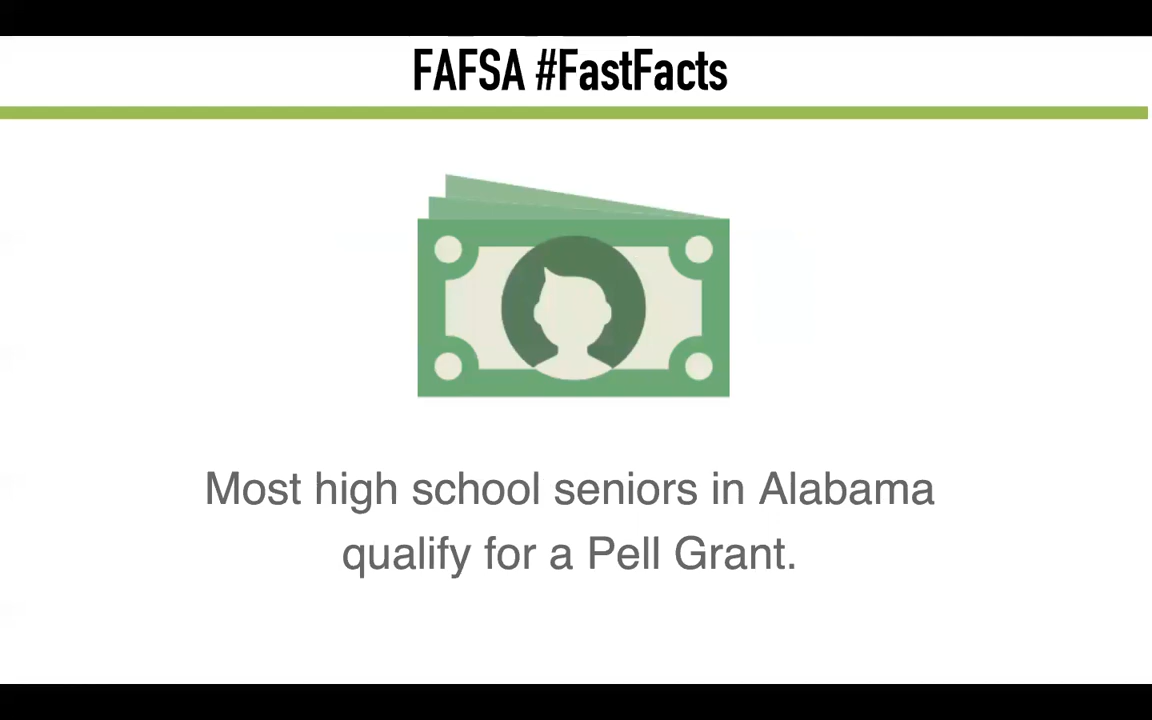 FAFSA #FastFacts
Most high school seniors in Alabama
qualify for a Pell Grant.